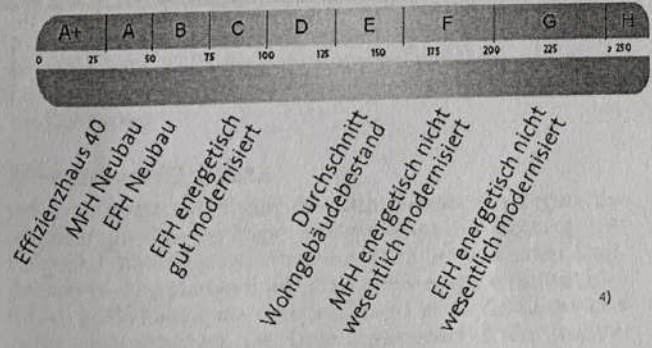 A+ A B C D E F G H
0 25 50 75 100 125 150 175 200 225 > 250
Effizienzhaus 40
MFH Neubau
EFH Neubau
EFH energetisch
gut modernisiert
Durchschnitt
Wohngebäudebestand
MFH energetisch nicht
wesentlich modernisiert
EFH energetisch nicht
wesentlich modernisiert
4)